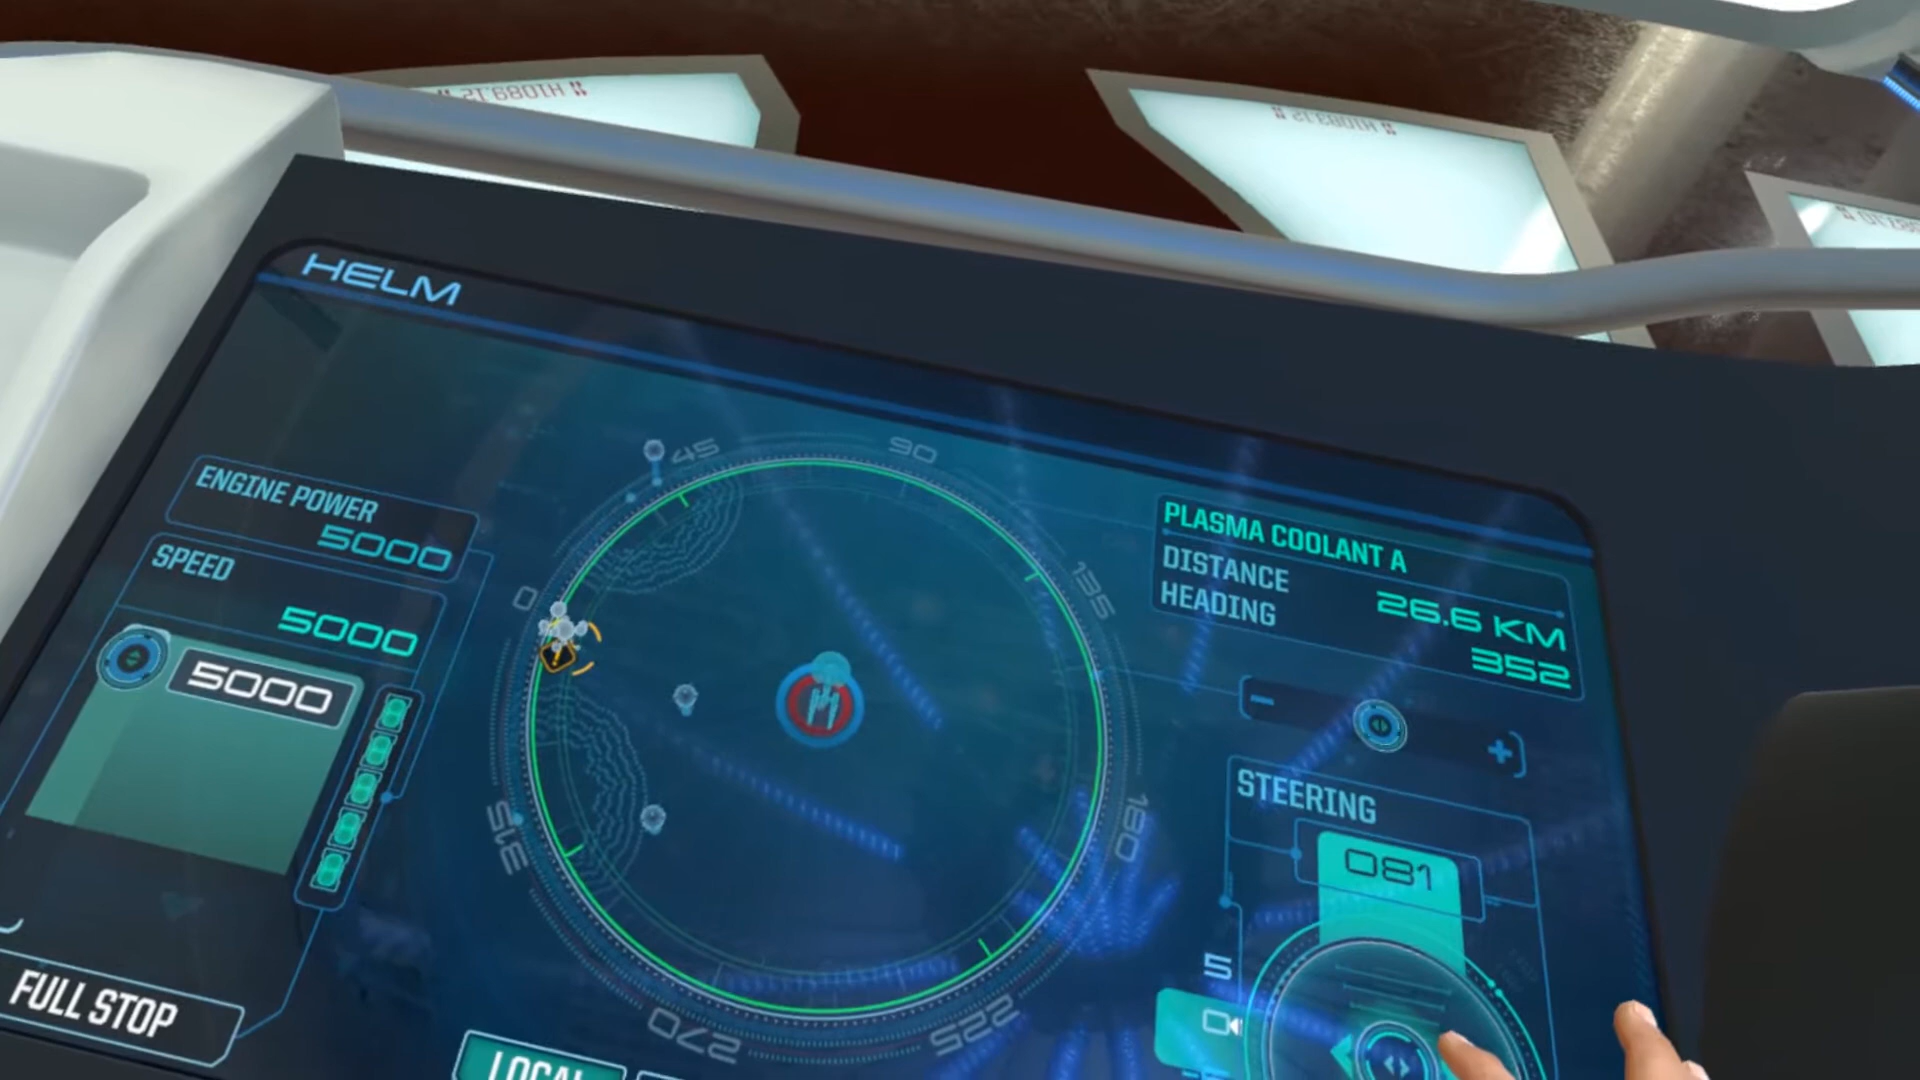 HELM
45
90
135
180
225
270
315
0
ENGINE POWER
5000
SPEED
5000
5000
FULL STOP
LOCAL
PLASMA COOLANT A
DISTANCE
26.6 KM
HEADING
352
STEERING
081
5